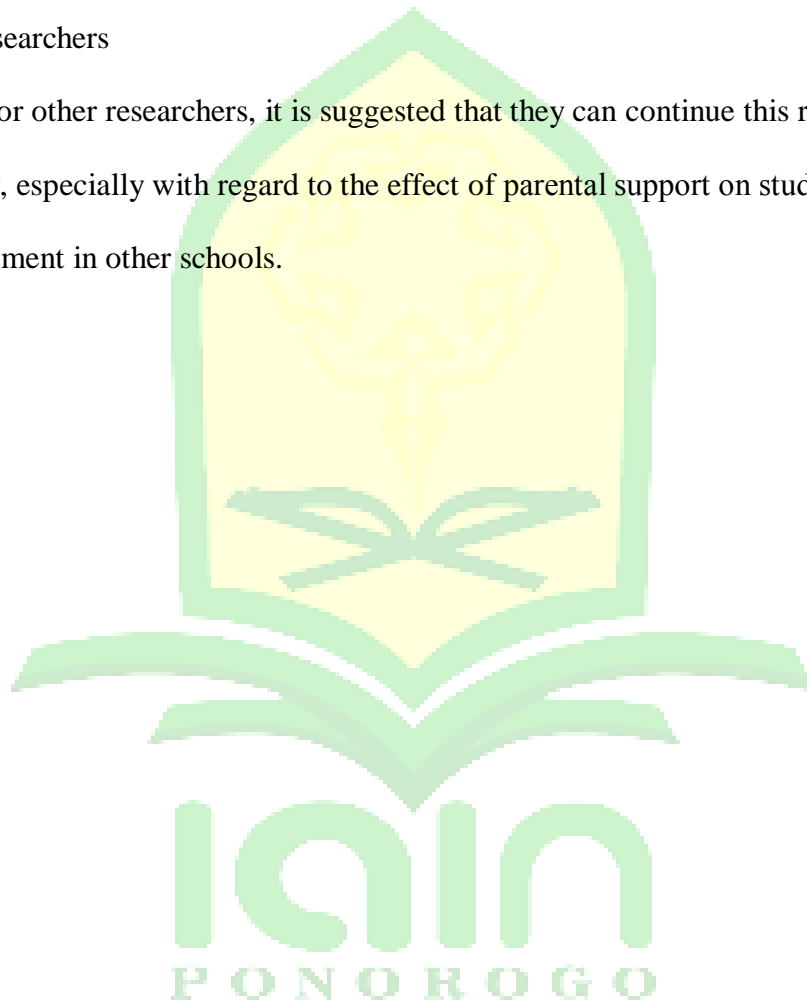 searchers
or other researchers, it is suggested that they can continue this r
, especially with regard to the effect of parental support on stud
ment in other schools.
iain
PONOROGO